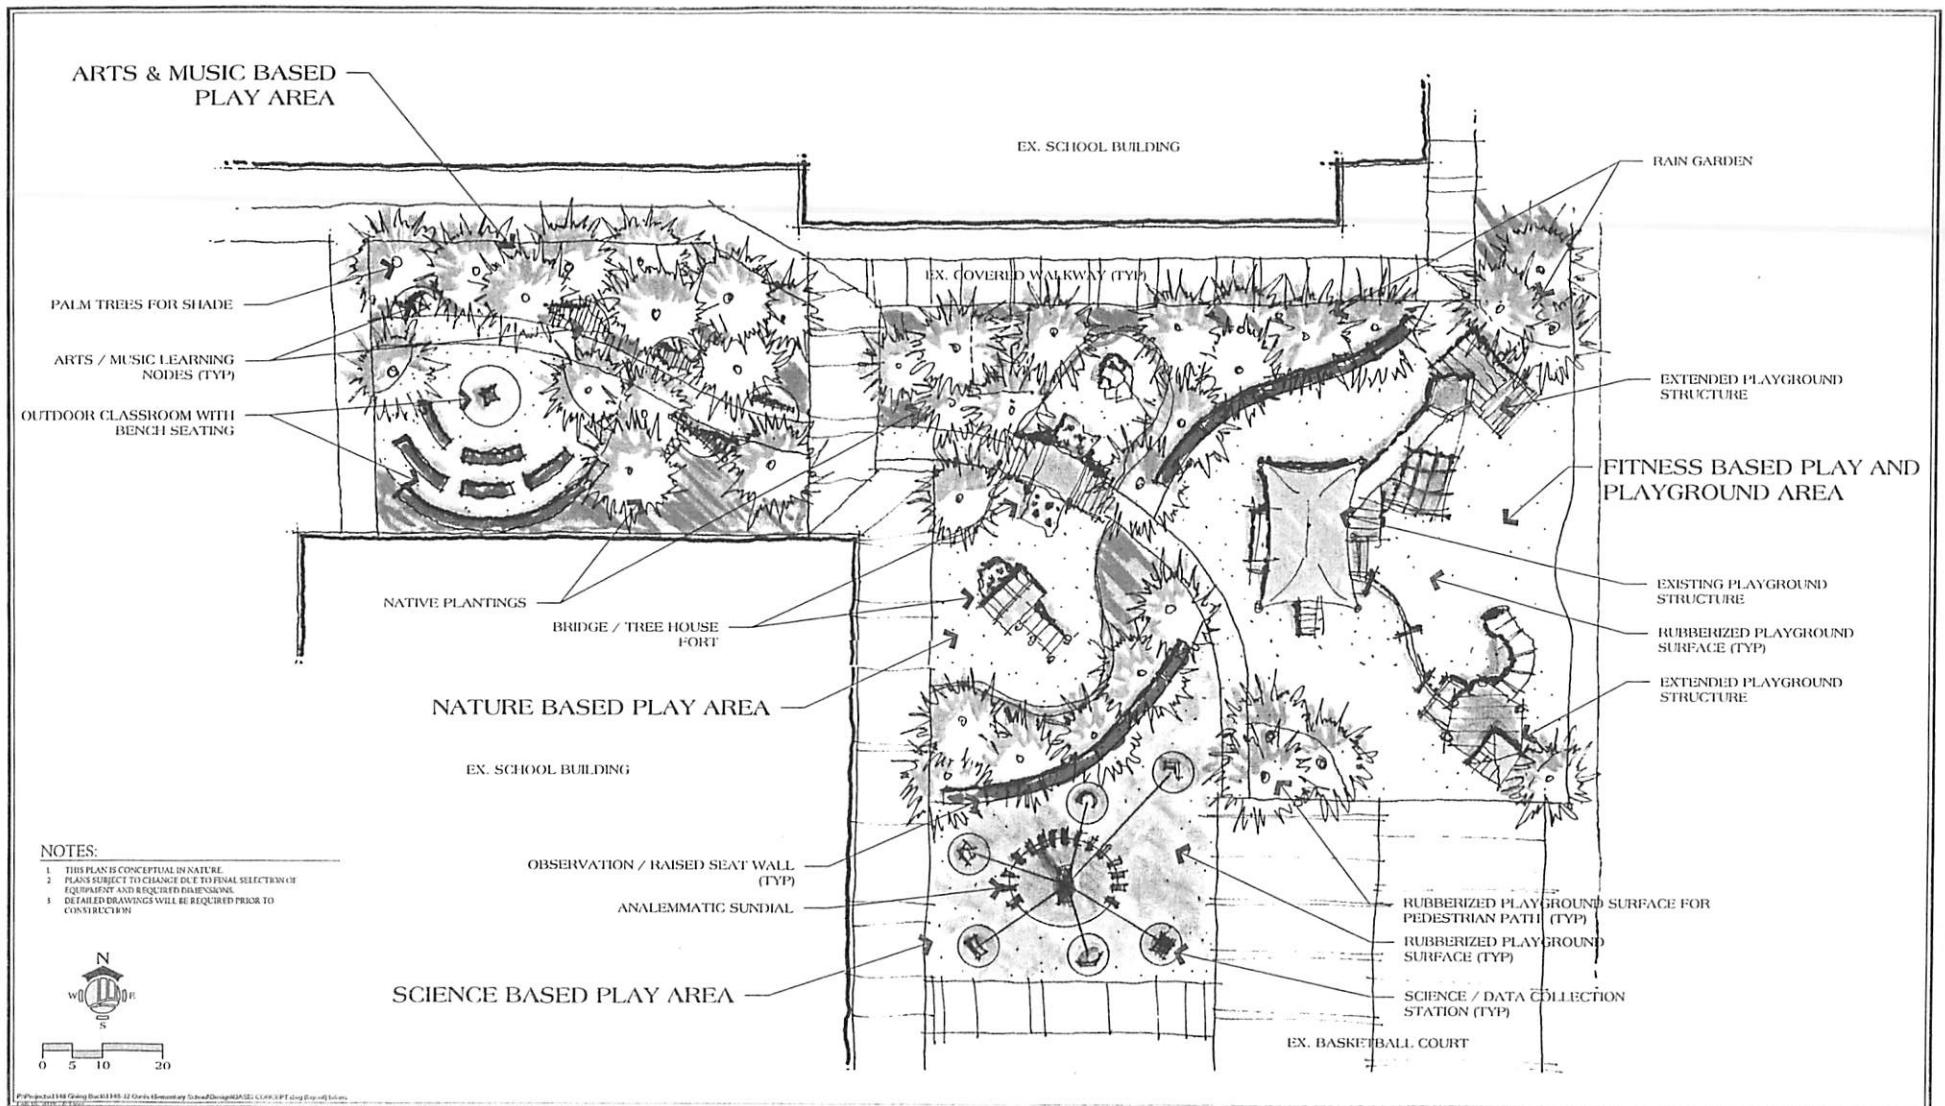 ARTS & MUSIC BASED
PLAY AREA
EX. SCHOOL BUILDING
RAIN GARDEN
EX. COVERED WALKWAY (TYP)
PALM TREES FOR SHADE
ARTS / MUSIC LEARNING
NODES (TYP)
OUTDOOR CLASSROOM WITH
BENCH SEATING
EXTENDED PLAYGROUND
STRUCTURE
FITNESS BASED PLAY AND
PLAYGROUND AREA
NATIVE PLANTINGS
BRIDGE / TREE HOUSE
FORT
EXISTING PLAYGROUND
STRUCTURE
RUBBERIZED PLAYGROUND
SURFACE (TYP)
EXTENDED PLAYGROUND
STRUCTURE
NATURE BASED PLAY AREA
EX. SCHOOL BUILDING
OBSERVATION / RAISED SEAT WALL
(TYP)
ANALEMMATIC SUNDIAL
SCIENCE BASED PLAY AREA
RUBBERIZED PLAYGROUND SURFACE FOR
PEDESTRIAN PATH (TYP)
RUBBERIZED PLAYGROUND
SURFACE (TYP)
SCIENCE / DATA COLLECTION
STATION (TYP)
EX. BASKETBALL COURT
NOTES:
1 THIS PLAN IS CONCEPTUAL IN NATURE.
2 PLANS SUBJECT TO CHANGE DUE TO FINAL SELECTION OF
EQUIPMENT AND REQUIRED DIMENSIONS.
3 DETAILED DRAWINGS WILL BE REQUIRED PRIOR TO
CONSTRUCTION
N
W E
S
0 5 10 20